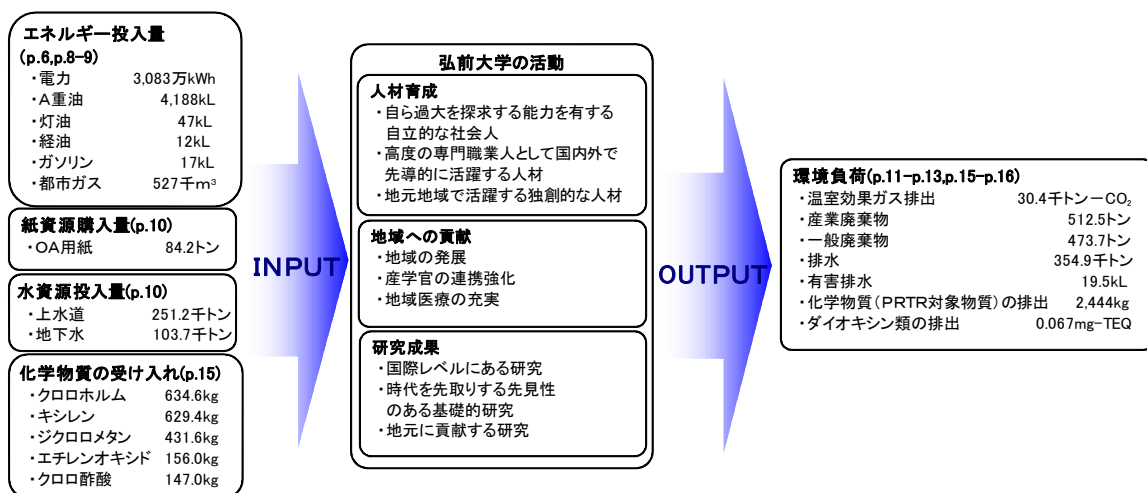 エネルギー投入量
(p.6,p.8-9)
・電力 3,083万kWh
・A重油 4,188kL
・灯油 47kL
・経油 12kL
・ガソリン 17kL
・都市ガス 527千m³
紙資源購入量(p.10)
・OA用紙 84.2トン
水資源投入量(p.10)
・上水道 251.2千トン
・地下水 103.7千トン
化学物質の受け入れ(p.15)
・クロロホルム 634.6kg
・キシレン 629.4kg
・ジクロロメタン 431.6kg
・エチレンオキシド 156.0kg
・クロロ酢酸 147.0kg
INPUT
弘前大学の活動
人材育成
・自ら過大を探求する能力を有する
自立的な社会人
・高度の専門職業人として国内外で
先導的に活躍する人材
・地元地域で活躍する独創的な人材
地域への貢献
・地域の発展
・産学官の連携強化
・地域医療の充実
研究成果
・国際レベルにある研究
・時代を先取りする先見性
のある基礎的研究
・地元に貢献する研究
OUTPUT
環境負荷(p.11-p.13,p.15-p.16)
・温室効果ガス排出 30.4千トン－CO₂
・産業廃棄物 512.5トン
・一般廃棄物 473.7トン
・排水 354.9千トン
・有害排水 19.5kL
・化学物質(PRTR対象物質)の排出 2,444kg
・ダイオキシン類の排出 0.067mg-TEQ